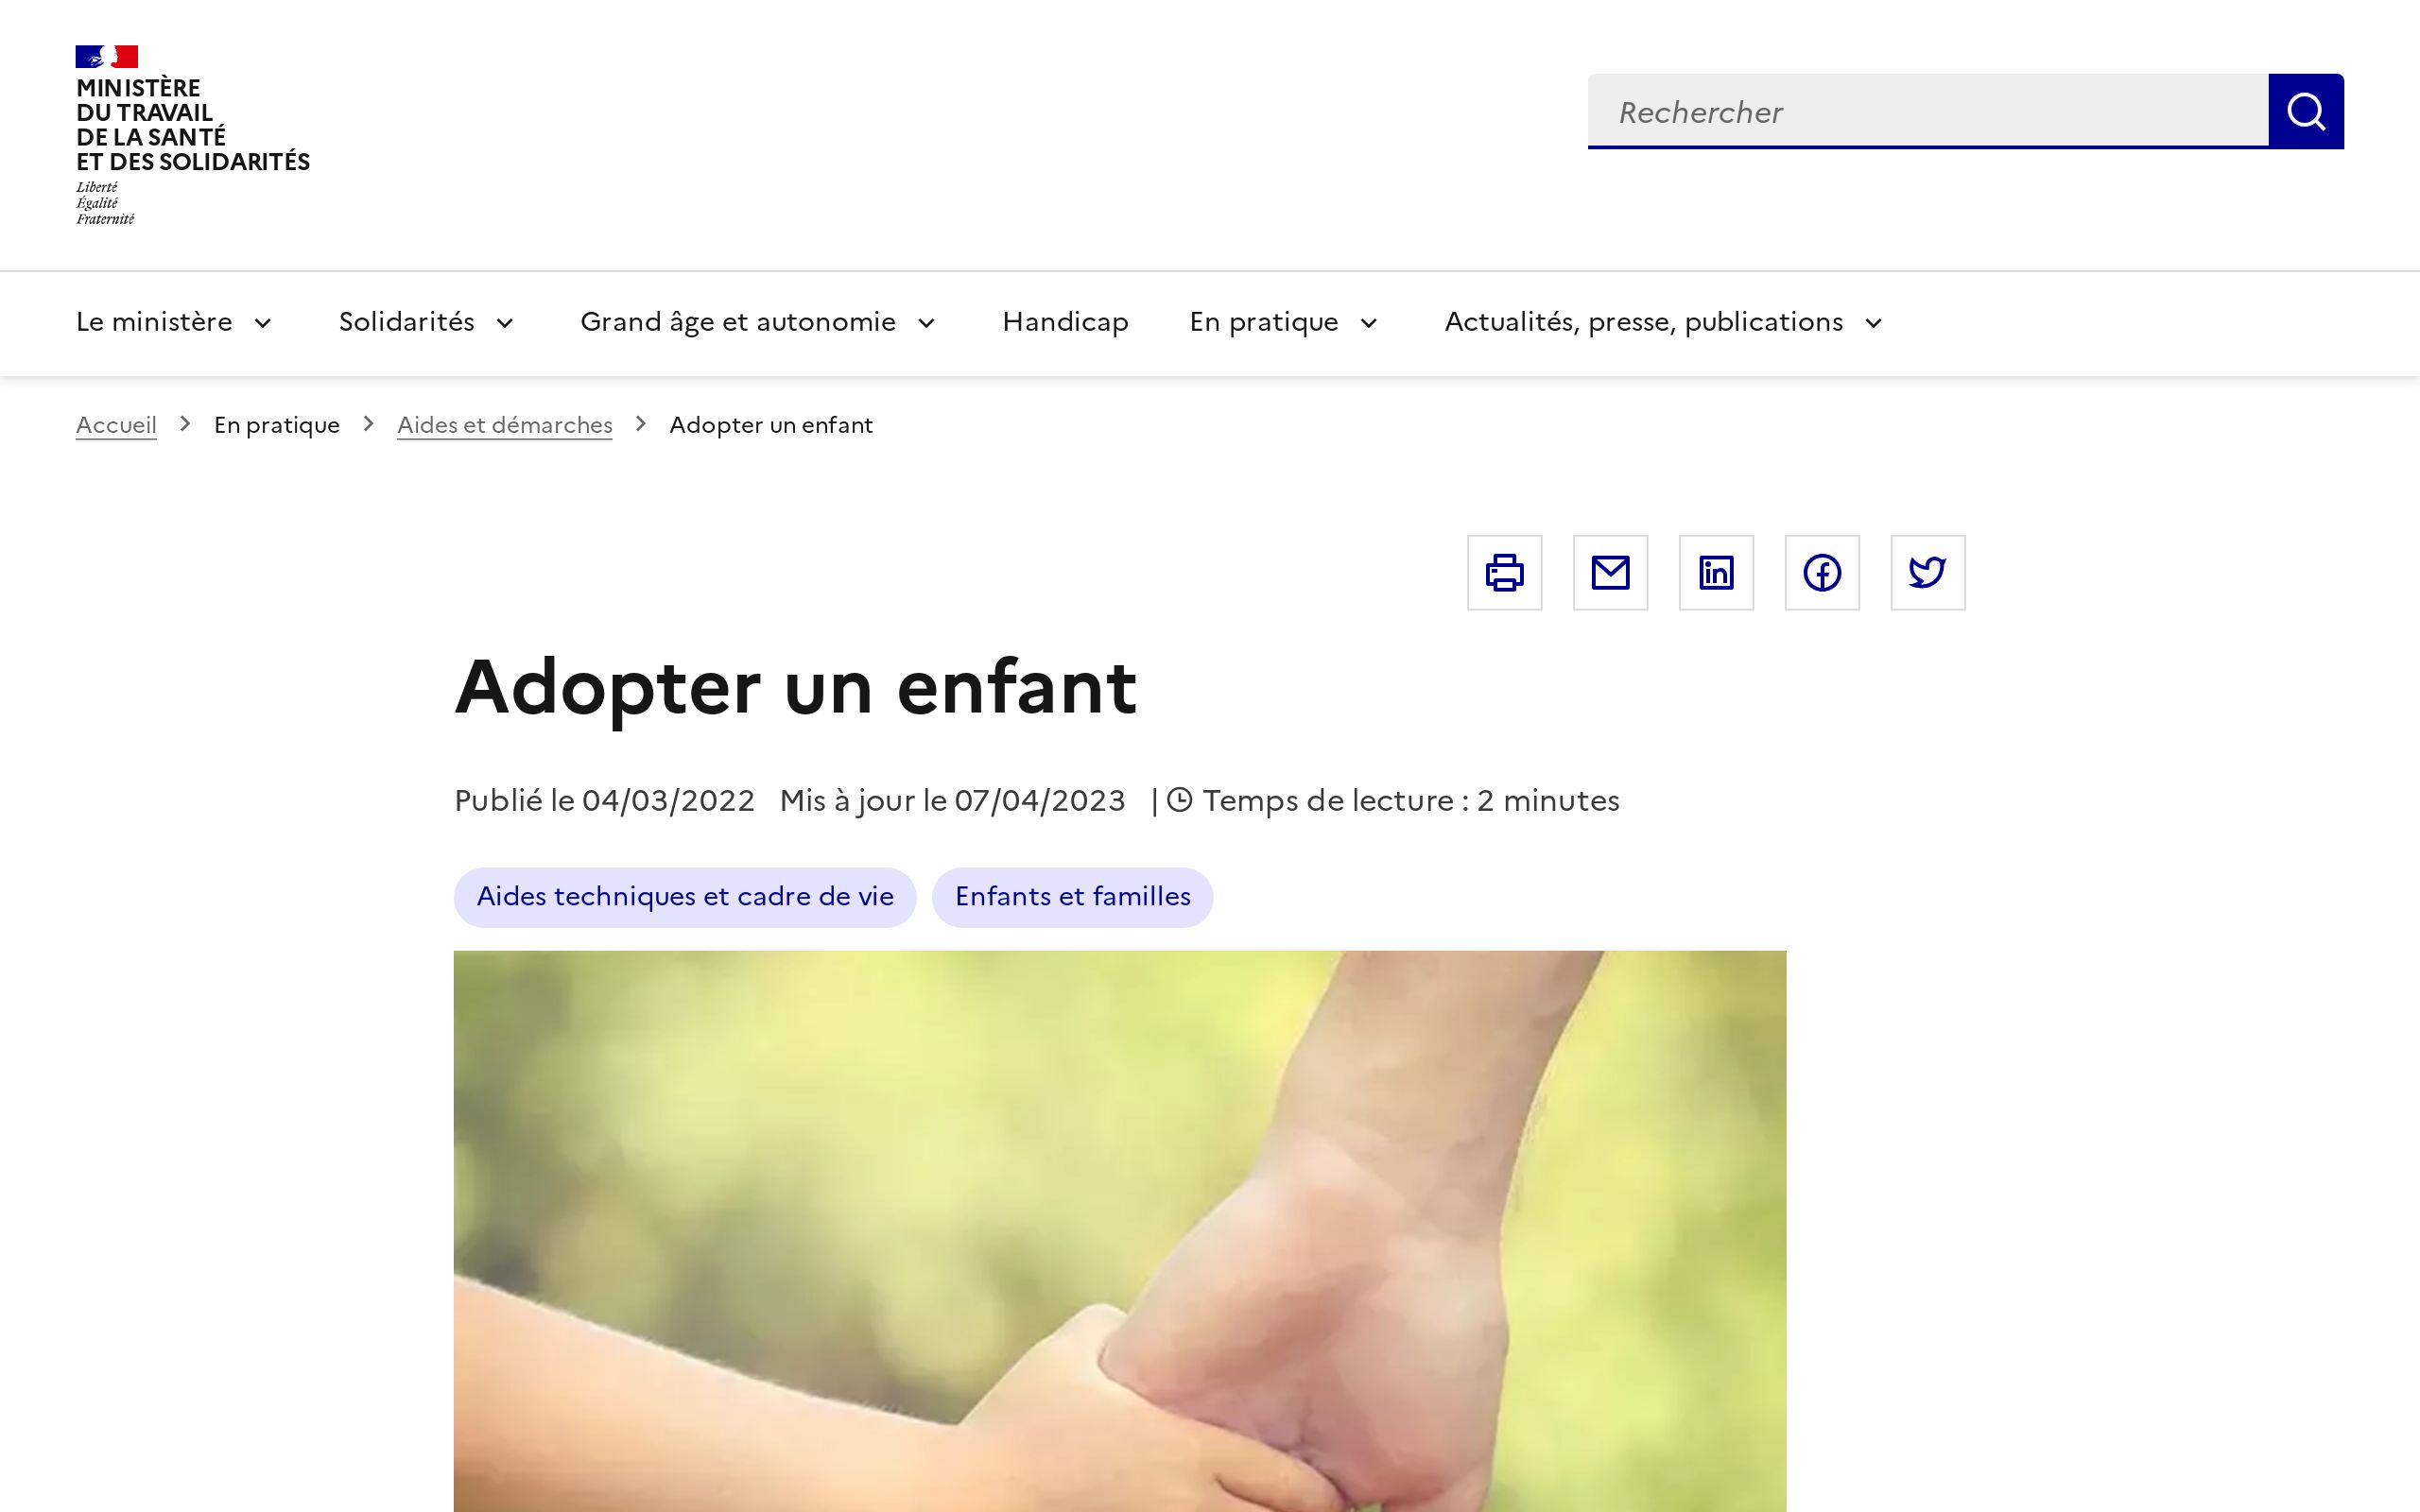 MINISTÈRE
DU TRAVAIL
DE LA SANTÉ
ET DES SOLIDARITÉS
Liberté
Égalité
Fraternité
Rechercher
Le ministère Solidarités Grand âge et autonomie Handicap En pratique Actualités, presse, publications
Accueil En pratique Aides et démarches Adopter un enfant
Adopter un enfant
Publié le 04/03/2022 Mis à jour le 07/04/2023 | Temps de lecture : 2 minutes
Aides techniques et cadre de vie Enfants et familles